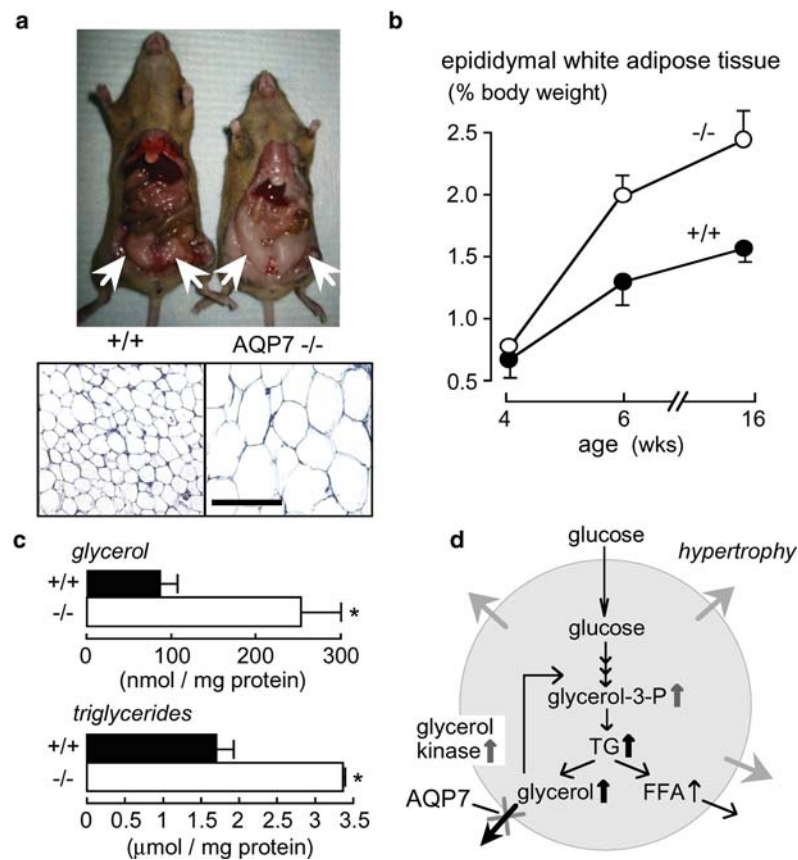 a
+/+ AQP7 -/-
b
epididymal white adipose tissue
(% body weight)
2.5
2.0
1.5
1.0
0.5
-/-
+/+
4 6 16
age (wks)
c
glycerol
+/+
-/- *
0 100 200 300
(nmol / mg protein)
triglycerides
+/+
-/- *
0 0.5 1 1.5 2 2.5 3 3.5
(μmol / mg protein)
d
glucose
hypertrophy
glucose
glycerol-3-P
glycerol
kinase
TG
AQP7
glycerol FFA